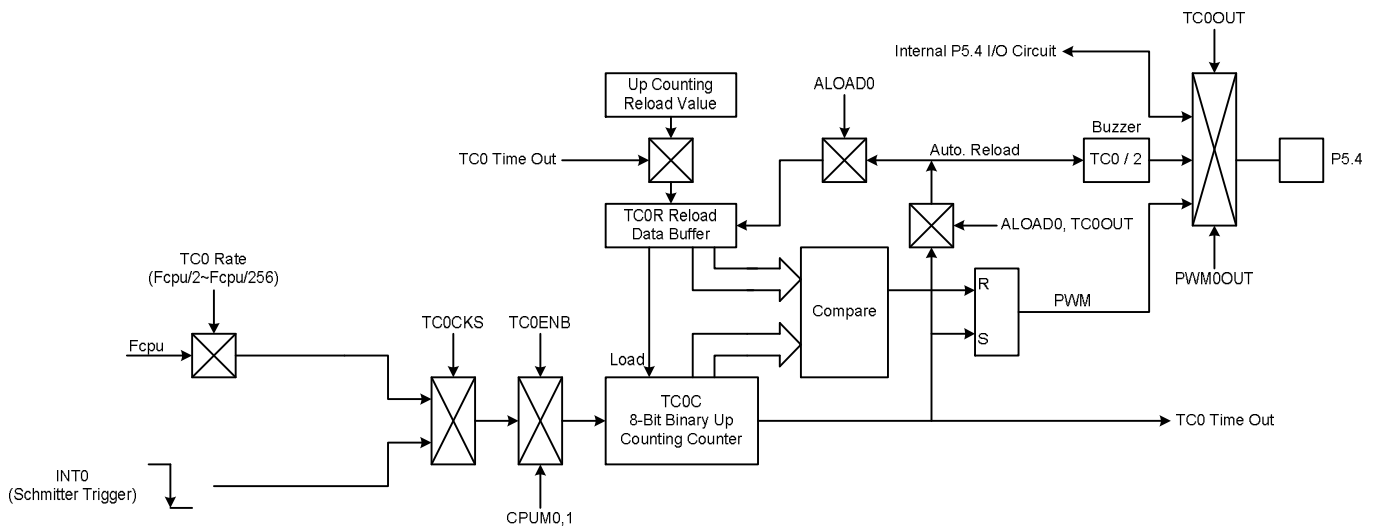 TC0OUT
Internal P5.4 I/O Circuit
Up Counting
Reload Value
ALOAD0
Buzzer
TC0 Time Out
Auto. Reload
TC0 / 2
P5.4
TC0R Reload
Data Buffer
ALOAD0, TC0OUT
TC0 Rate
(Fcpu/2~Fcpu/256)
PWM0OUT
R
PWM
Compare
TC0CKS
TC0ENB
S
Fcpu
Load
TC0C
8-Bit Binary Up
Counting Counter
TC0 Time Out
INT0
(Schmitter Trigger)
CPUM0,1